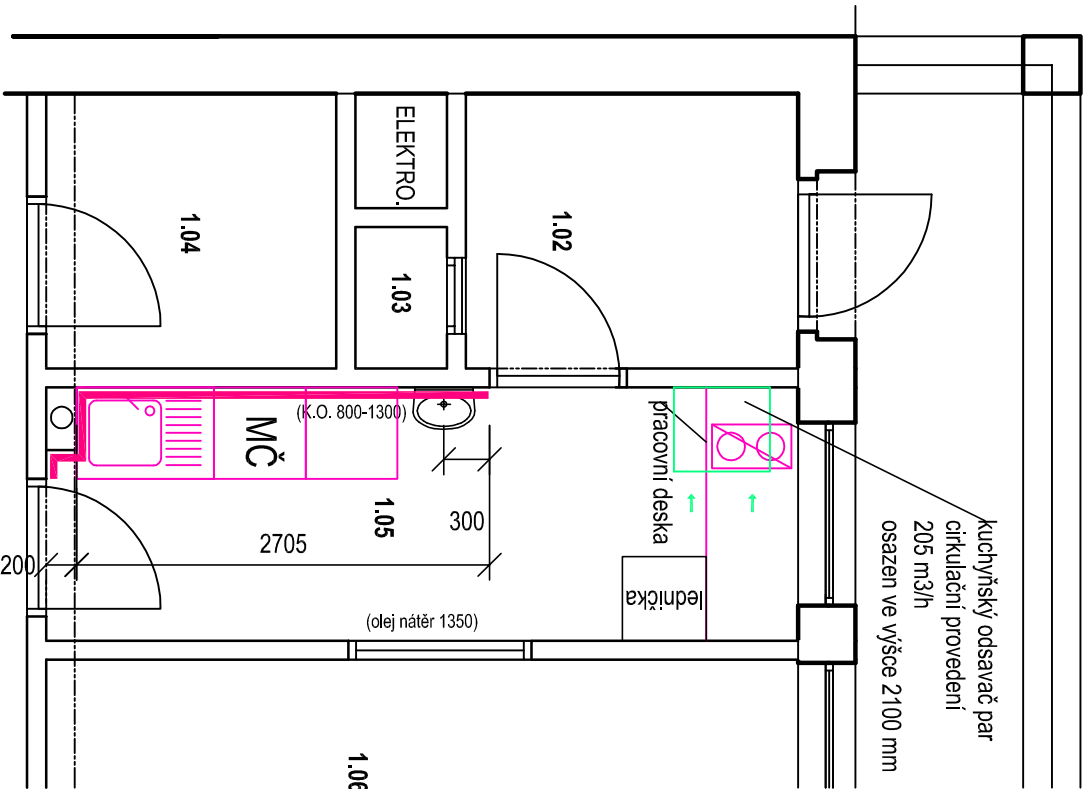 kuchyňský odsavač par
cirkulační provedení
205 m3/h
osazen ve výšce 2100 mm
ELEKTRO.
1.02
1.03
1.04
pracovní deska
(K.O. 800-1300)
MČ
1.05
300
2705
200
lednička
(olej nátěr 1350)
1.06